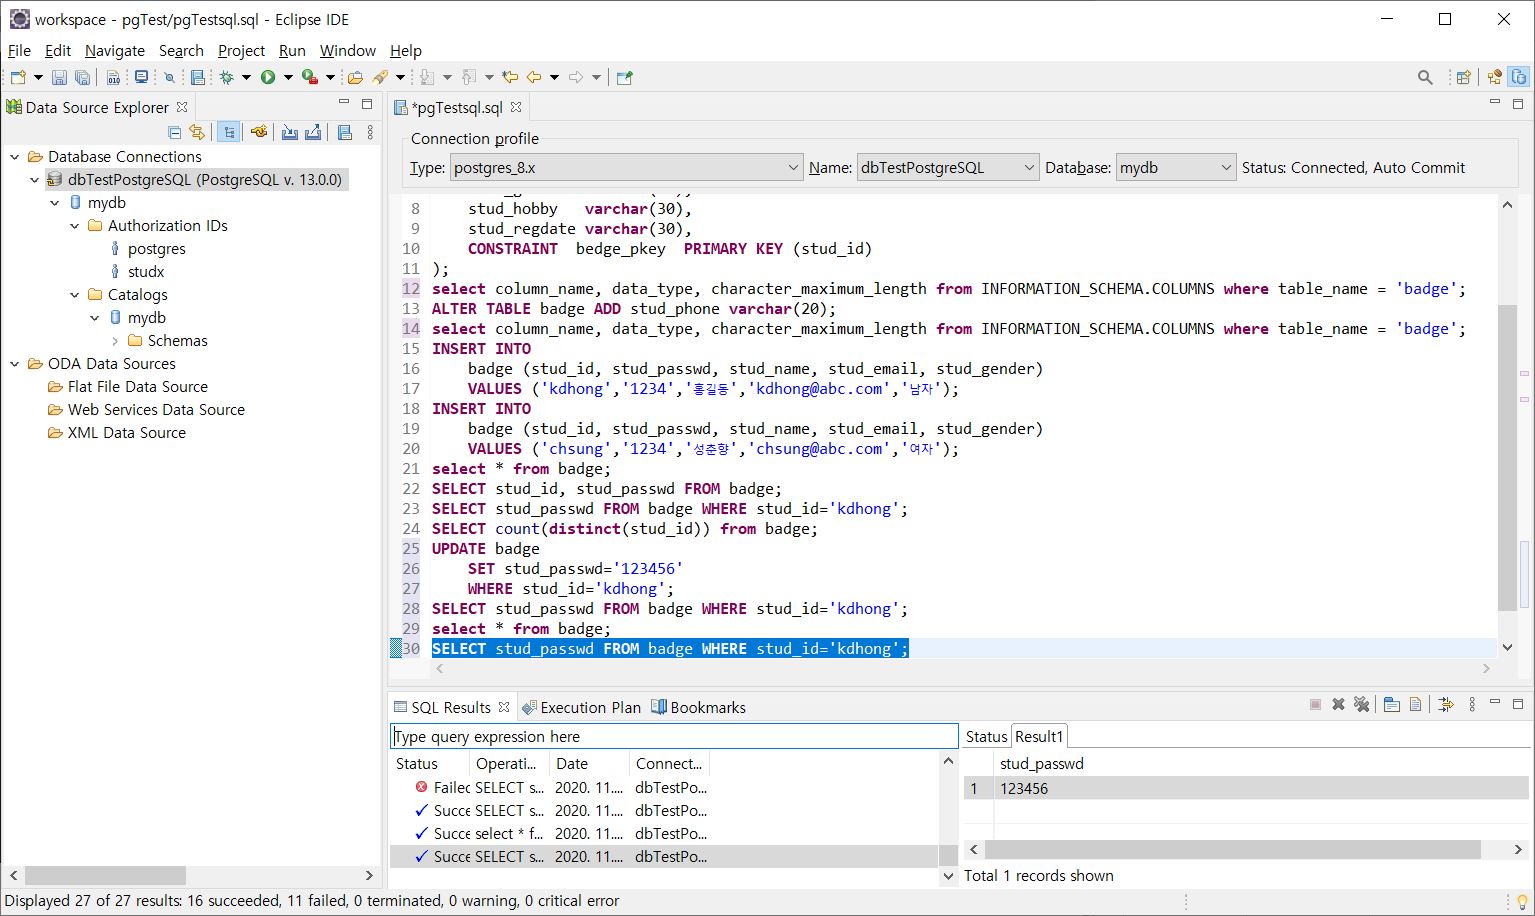 workspace - pgTest/pgTestsql.sql - Eclipse IDE
File Edit Navigate Search Project Run Window Help
Data Source Explorer
Database Connections
dbTestPostgreSQL (PostgreSQL v. 13.0.0)
mydb
Authorization IDs
postgres
studx
Catalogs
mydb
Schemas
ODA Data Sources
Flat File Data Source
Web Services Data Source
XML Data Source
*pgTestsql.sql
Connection profile
Type: postgres_8.x Name: dbTestPostgreSQL Database: mydb Status: Connected, Auto Commit
8 stud_hobby varchar(30),
9 stud_regdate varchar(30),
10 CONSTRAINT bedge_pkey PRIMARY KEY (stud_id)
11 );
12 select column_name, data_type, character_maximum_length from INFORMATION_SCHEMA.COLUMNS where table_name = 'badge';
13 ALTER TABLE badge ADD stud_phone varchar(20);
14 select column_name, data_type, character_maximum_length from INFORMATION_SCHEMA.COLUMNS where table_name = 'badge';
15 INSERT INTO
16 badge (stud_id, stud_passwd, stud_name, stud_email, stud_gender)
17 VALUES ('kdhong','1234','홍길동','kdhong@abc.com','남자');
18 INSERT INTO
19 badge (stud_id, stud_passwd, stud_name, stud_email, stud_gender)
20 VALUES ('chsung','1234','성춘향','chsung@abc.com','여자');
21 select * from badge;
22 SELECT stud_id, stud_passwd FROM badge;
23 SELECT stud_passwd FROM badge WHERE stud_id='kdhong';
24 SELECT count(distinct(stud_id)) from badge;
25 UPDATE badge
26 SET stud_passwd='123456'
27 WHERE stud_id='kdhong';
28 SELECT stud_passwd FROM badge WHERE stud_id='kdhong';
29 select * from badge;
30 SELECT stud_passwd FROM badge WHERE stud_id='kdhong';
SQL Results Execution Plan Bookmarks
Type query expression here
Status Operati... Date Connect...
Failed SELECT s... 2020. 11.... dbTestPo...
Succe SELECT s... 2020. 11.... dbTestPo...
Succe select * f... 2020. 11.... dbTestPo...
Succe SELECT s... 2020. 11.... dbTestPo...
Status Result1
stud_passwd
1 123456
Total 1 records shown
Displayed 27 of 27 results: 16 succeeded, 11 failed, 0 terminated, 0 warning, 0 critical error